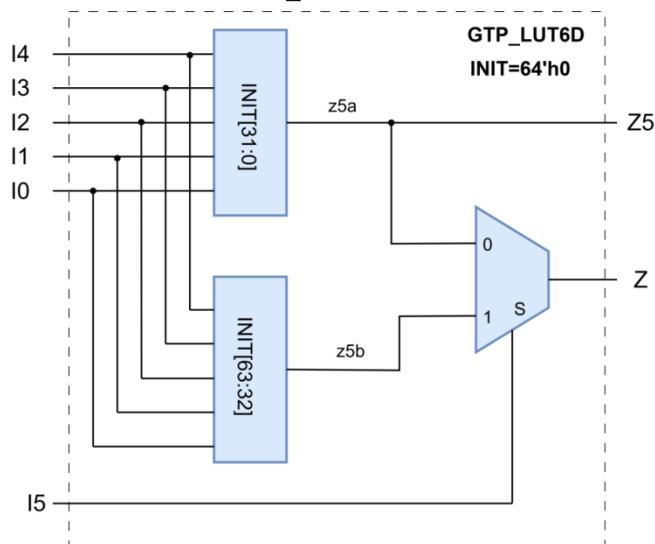 GTP_LUT6D
INIT=64'h0
I4
I3
I2
I1
I0
INIT[31:0]
z5a
Z5
0
1
S
Z
INIT[63:32]
z5b
I5